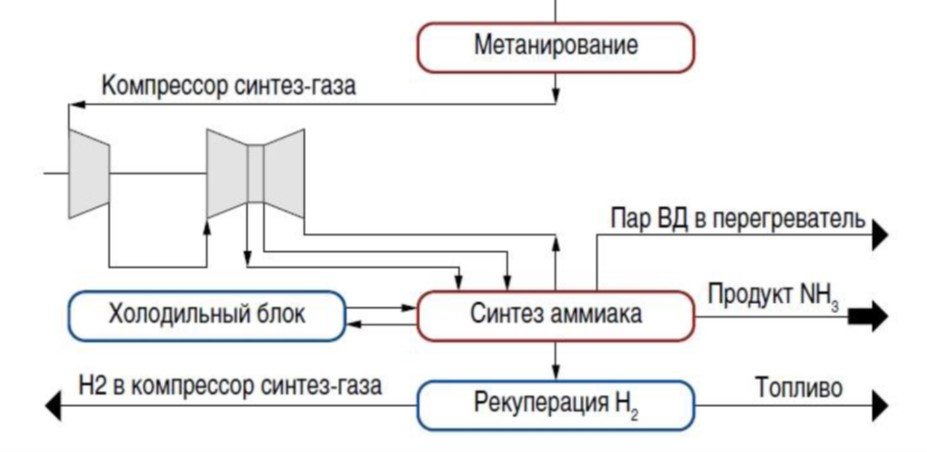 Метанирование
Компрессор синтез-газа
Пар ВД в перегреватель
Продукт NH₃
Холодильный блок
Синтез аммиака
H2 в компрессор синтез-газа
Рекуперация H₂
Топливо